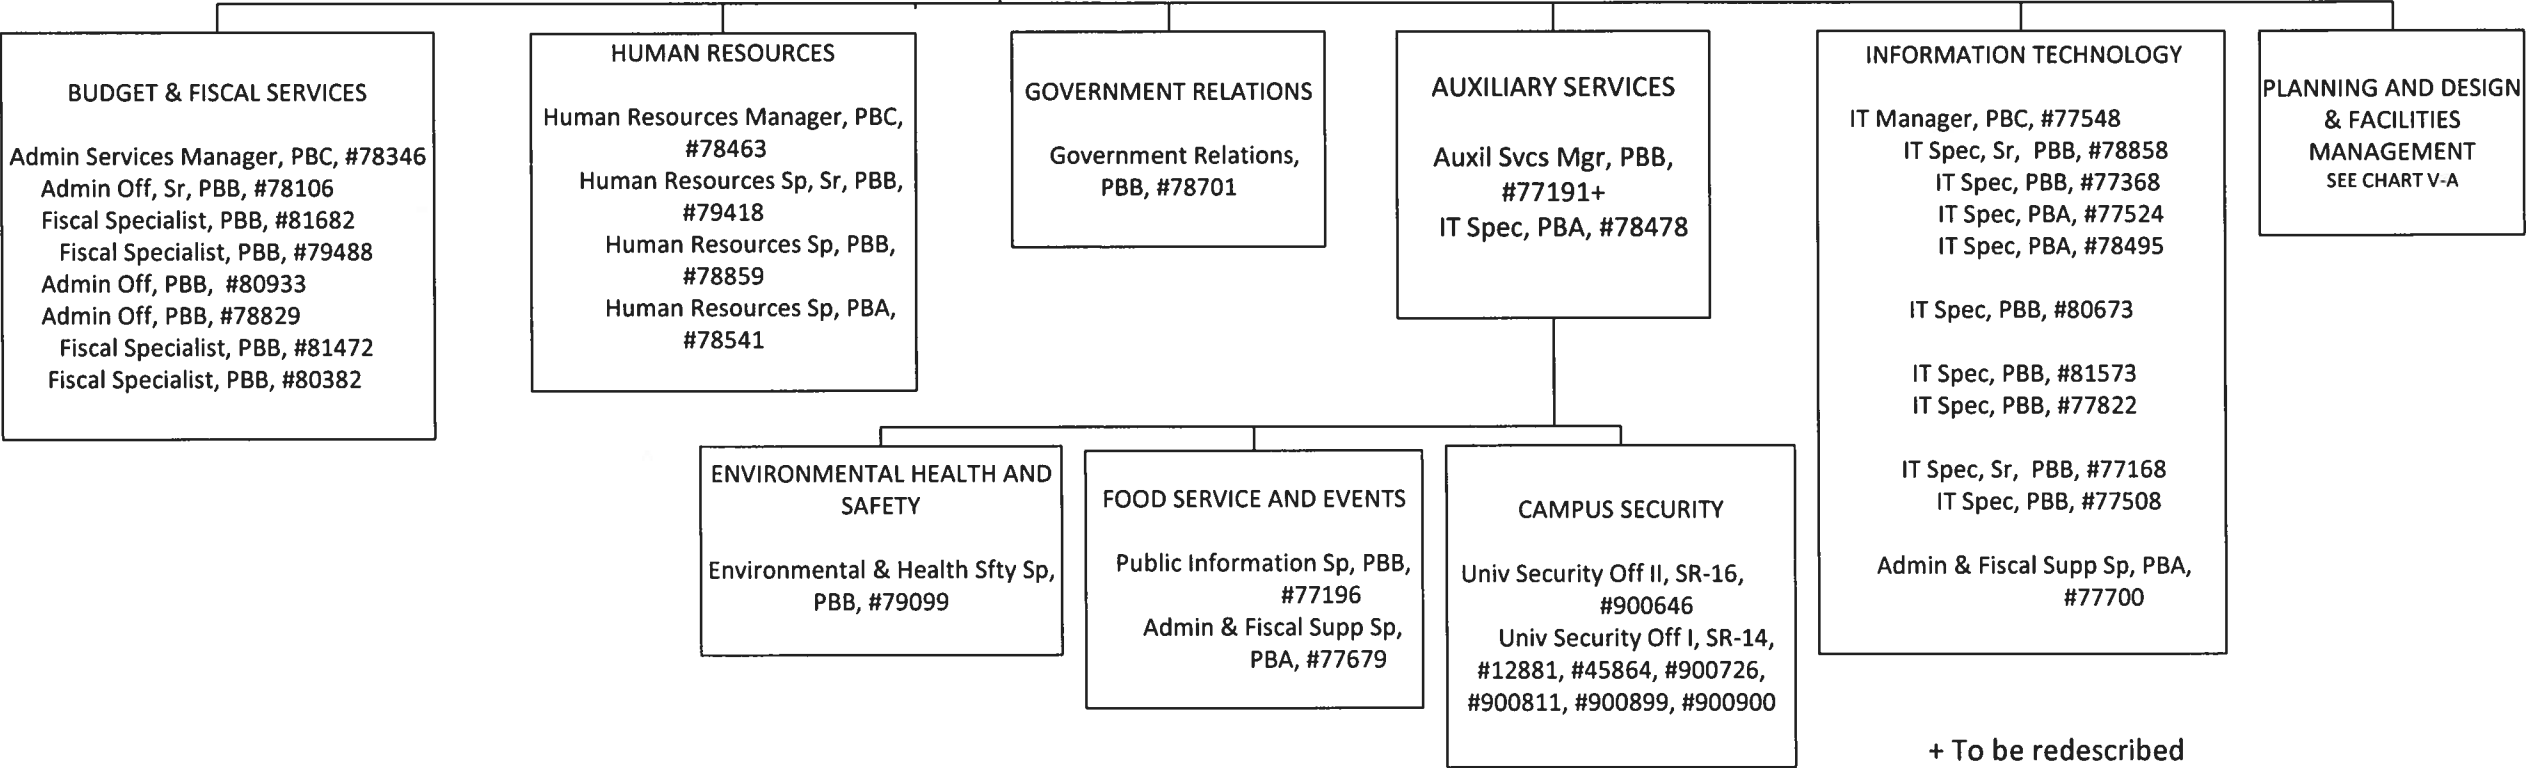 BUDGET & FISCAL SERVICES
Admin Services Manager, PBC, #78346
Admin Off, Sr, PBB, #78106
Fiscal Specialist, PBB, #81682
Fiscal Specialist, PBB, #79488
Admin Off, PBB, #80933
Admin Off, PBB, #78829
Fiscal Specialist, PBB, #81472
Fiscal Specialist, PBB, #80382
HUMAN RESOURCES
Human Resources Manager, PBC,
#78463
Human Resources Sp, Sr, PBB,
#79418
Human Resources Sp, PBB,
#78859
Human Resources Sp, PBA,
#78541
GOVERNMENT RELATIONS
Government Relations,
PBB, #78701
AUXILIARY SERVICES
Auxil Svcs Mgr, PBB,
#77191+
IT Spec, PBA, #78478
INFORMATION TECHNOLOGY
IT Manager, PBC, #77548
IT Spec, Sr, PBB, #78858
IT Spec, PBB, #77368
IT Spec, PBA, #77524
IT Spec, PBA, #78495
IT Spec, PBB, #80673
IT Spec, PBB, #81573
IT Spec, PBB, #77822
IT Spec, Sr, PBB, #77168
IT Spec, PBB, #77508
Admin & Fiscal Supp Sp, PBA,
#77700
PLANNING AND DESIGN
& FACILITIES
MANAGEMENT
SEE CHART V-A
ENVIRONMENTAL HEALTH AND
SAFETY
Environmental & Health Sfty Sp,
PBB, #79099
FOOD SERVICE AND EVENTS
Public Information Sp, PBB,
#77196
Admin & Fiscal Supp Sp,
PBA, #77679
CAMPUS SECURITY
Univ Security Off II, SR-16,
#900646
Univ Security Off I, SR-14,
#12881, #45864, #900726,
#900811, #900899, #900900
+ To be redescribed